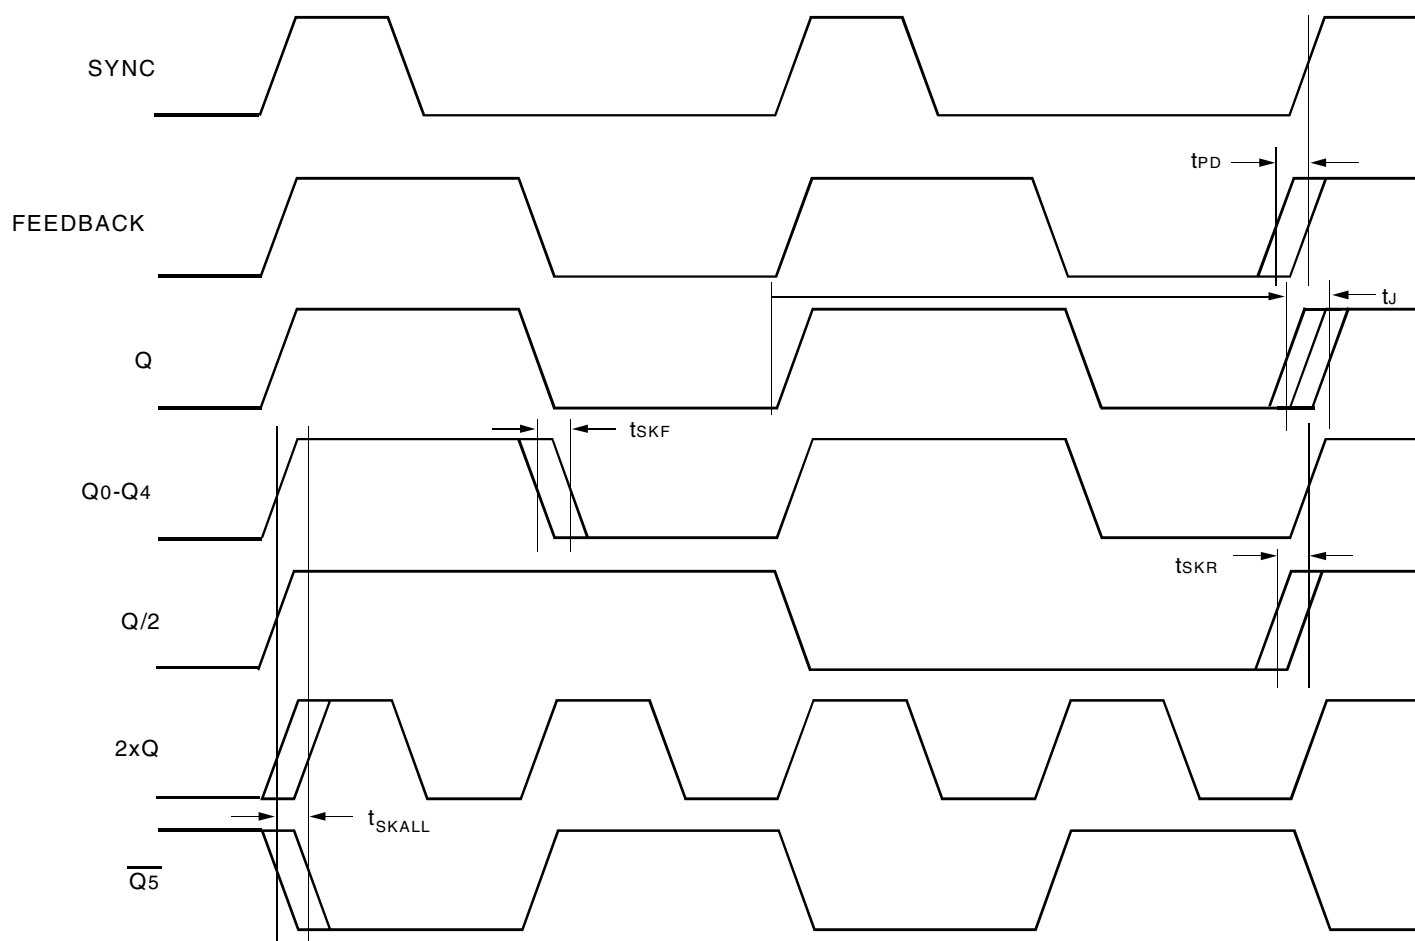 SYNC
tPD
FEEDBACK
tJ
Q
tSKF
Q0-Q4
tSKR
Q/2
2xQ
tSKALL
Q5